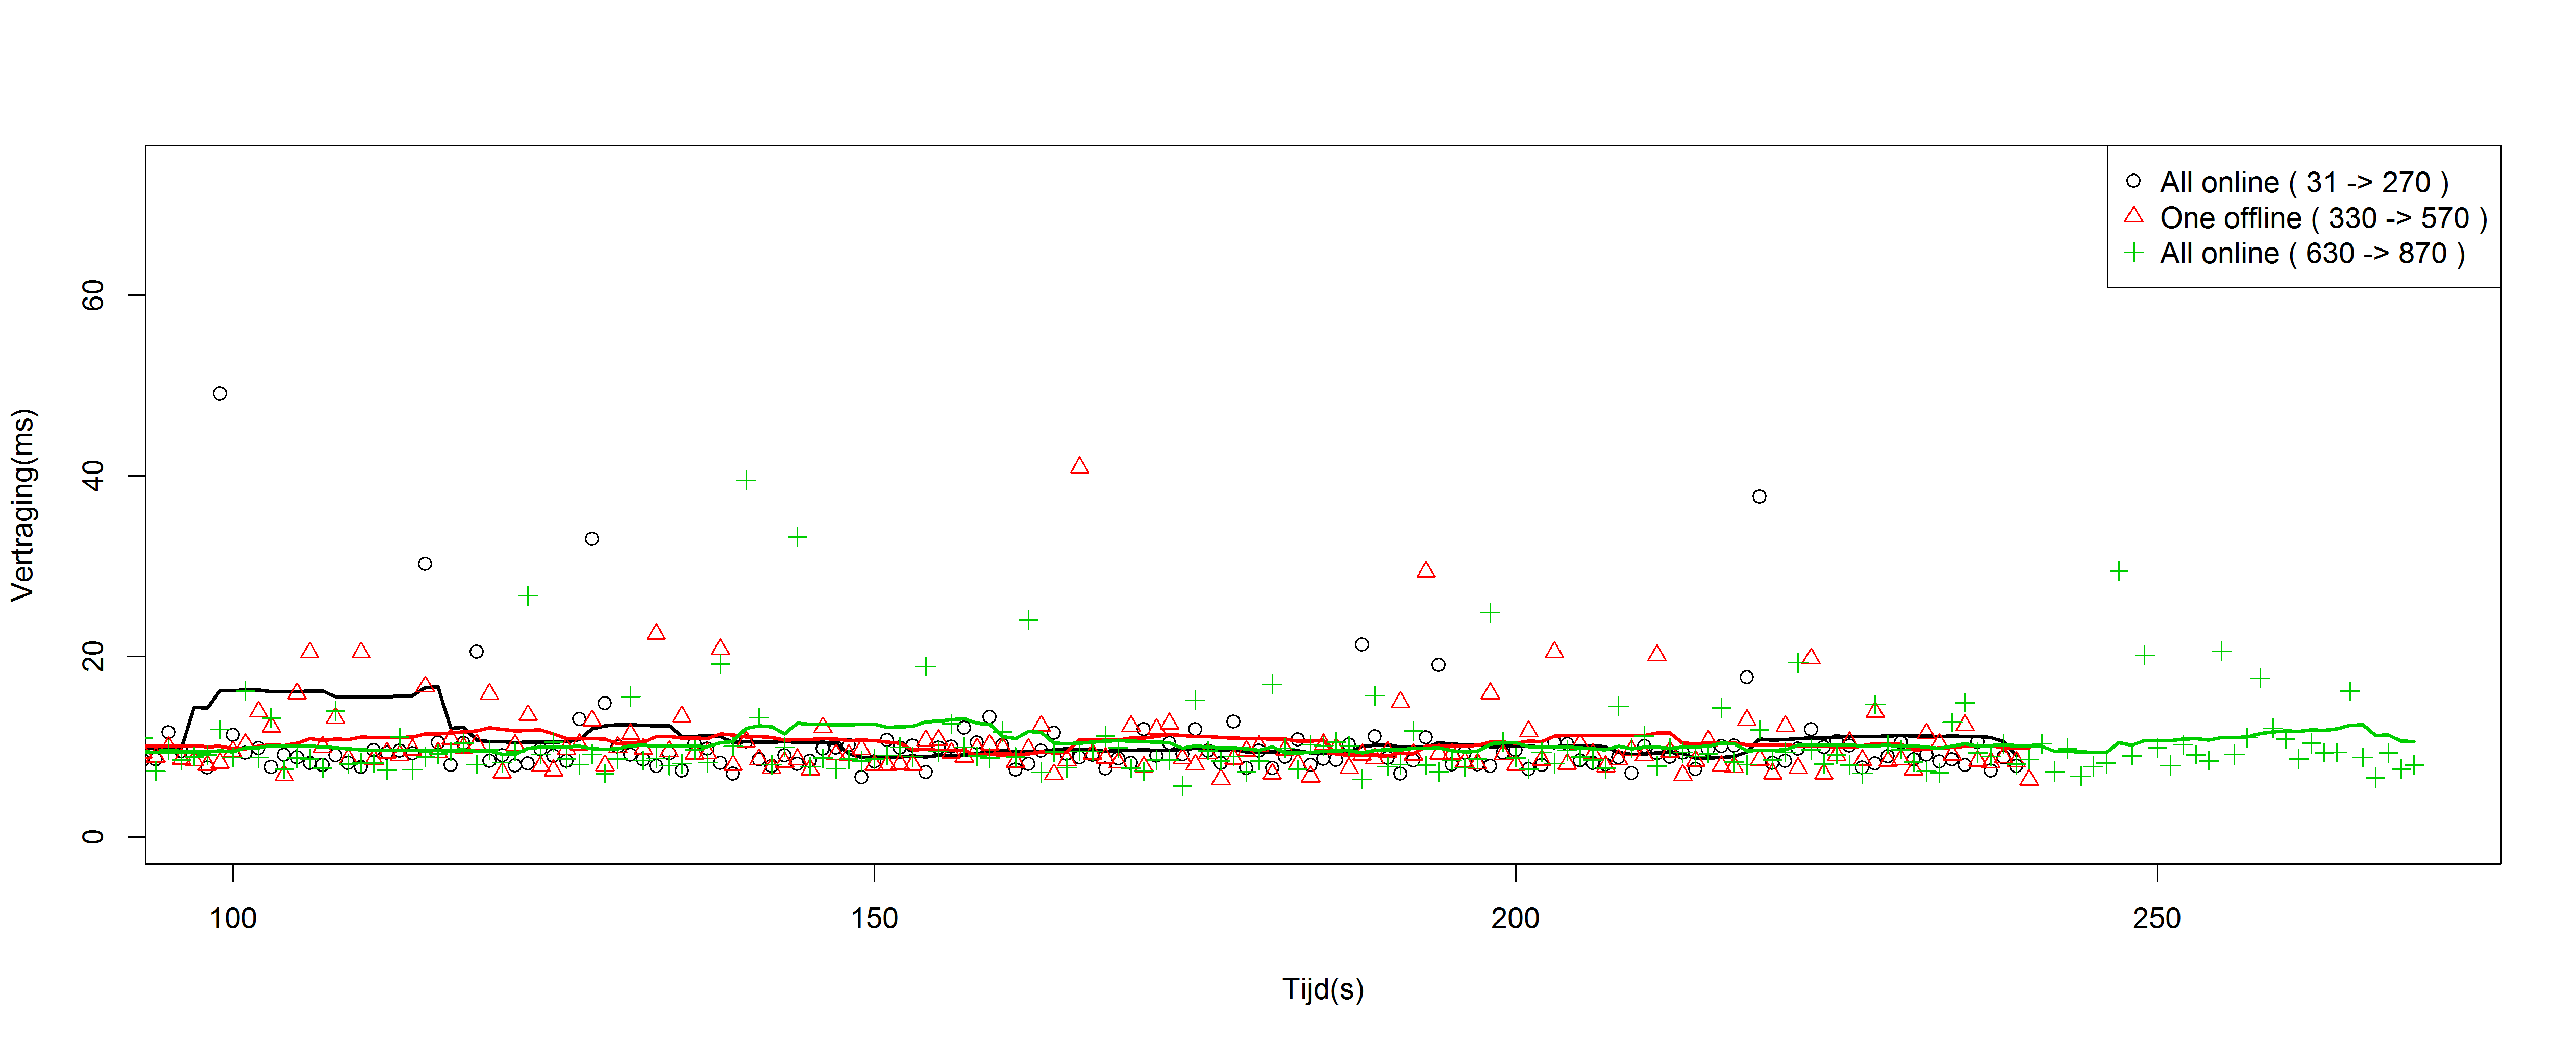 All online ( 31 -> 270 )
One offline ( 330 -> 570 )
All online ( 630 -> 870 )
Vertraging(ms)
60
40
20
0
100
150
200
250
Tijd(s)